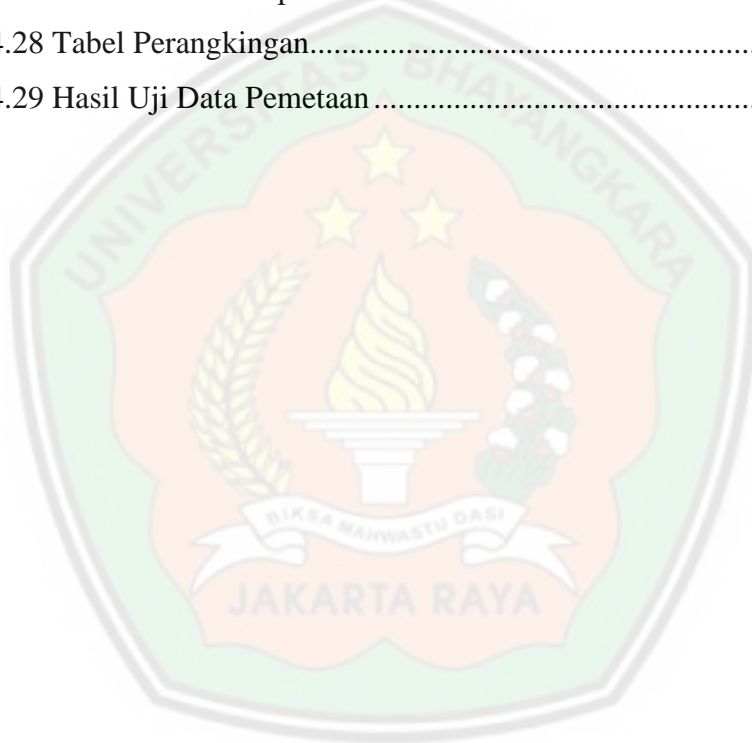 4.28 Tabel Perangkingan..........................................................
4.29 Hasil Uji Data Pemetaan..................................................
UNIVERSITAS BHAYANGKARA
BIKSA MAHWASTU DASI
JAKARTA RAYA